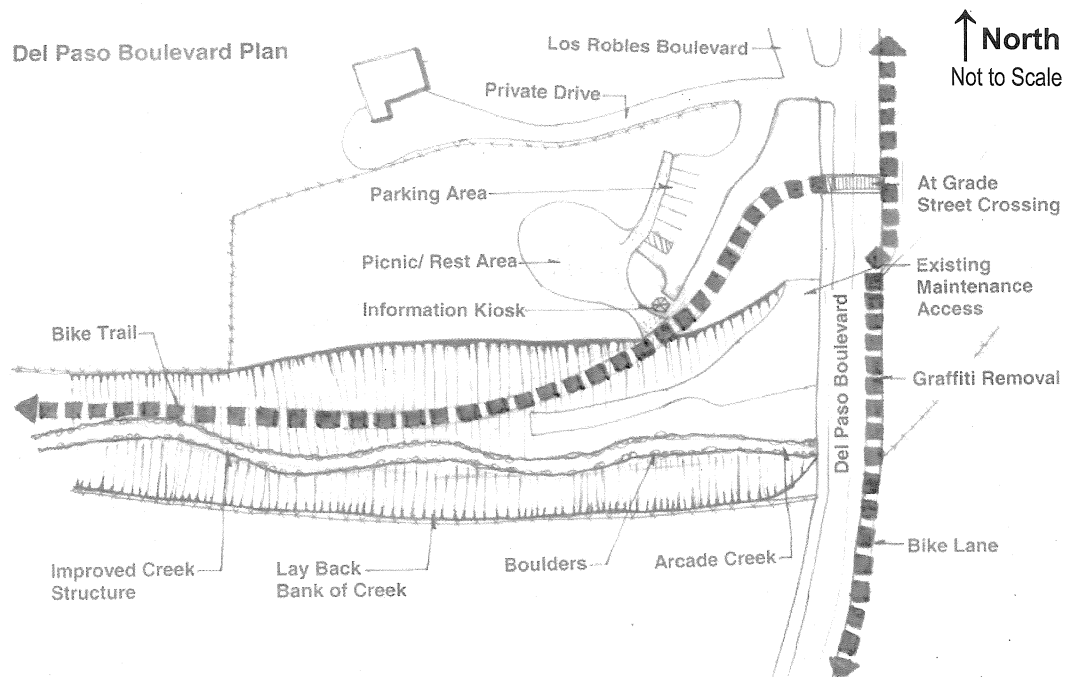 Del Paso Boulevard Plan
Los Robles Boulevard
North
Not to Scale
Private Drive
Parking Area
At Grade
Street Crossing
Picnic/ Rest Area
Existing
Maintenance
Access
Information Kiosk
Bike Trail
Del Paso Boulevard
Graffiti Removal
Improved Creek
Structure
Lay Back
Bank of Creek
Boulders
Arcade Creek
Bike Lane